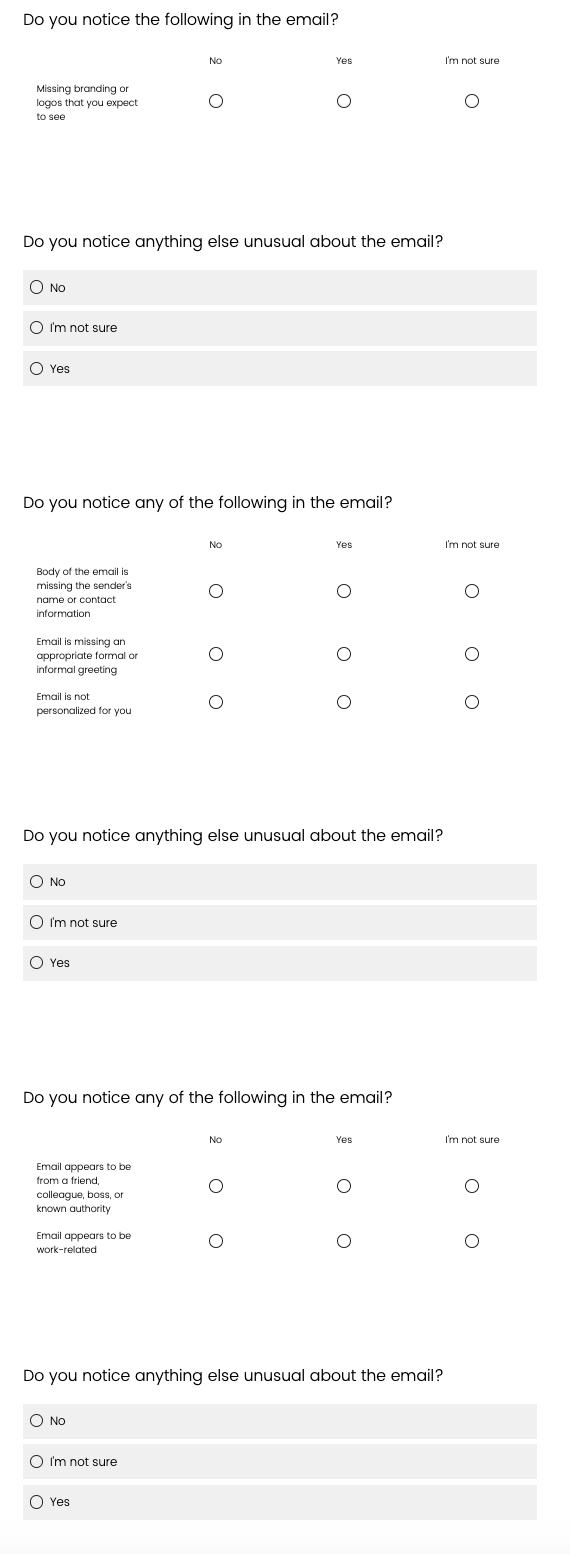 Do you notice the following in the email?
No Yes I'm not sure
Missing branding or
logos that you expect
to see
Do you notice anything else unusual about the email?
No
I'm not sure
Yes
Do you notice any of the following in the email?
No Yes I'm not sure
Body of the email is
missing the sender's
name or contact
information
Email is missing an
appropriate formal or
informal greeting
Email is not
personalized for you
Do you notice anything else unusual about the email?
No
I'm not sure
Yes
Do you notice any of the following in the email?
No Yes I'm not sure
Email appears to be
from a friend,
colleague, boss, or
known authority
Email appears to be
work-related
Do you notice anything else unusual about the email?
No
I'm not sure
Yes